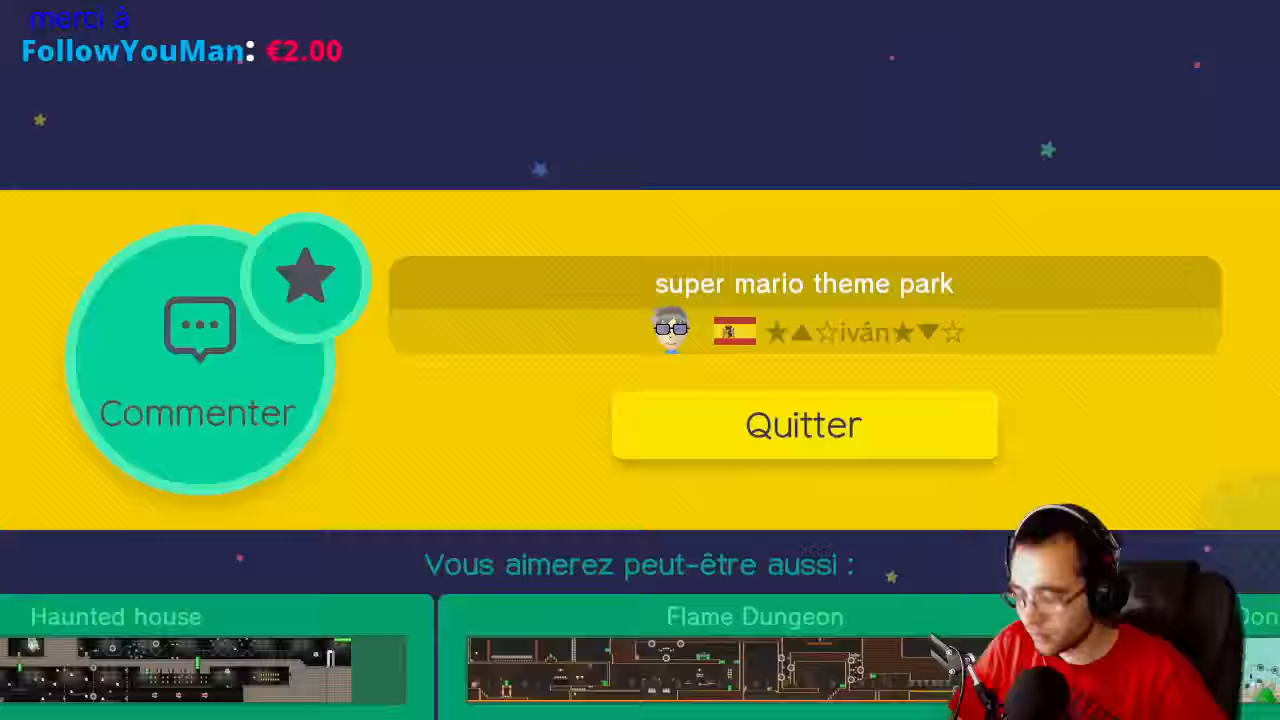 merci à
FollowYouMan: €2.00
super mario theme park
★▲☆iván★▼☆
Commenter
Quitter
Vous aimerez peut-être aussi :
Haunted house
Flame Dungeon
Don